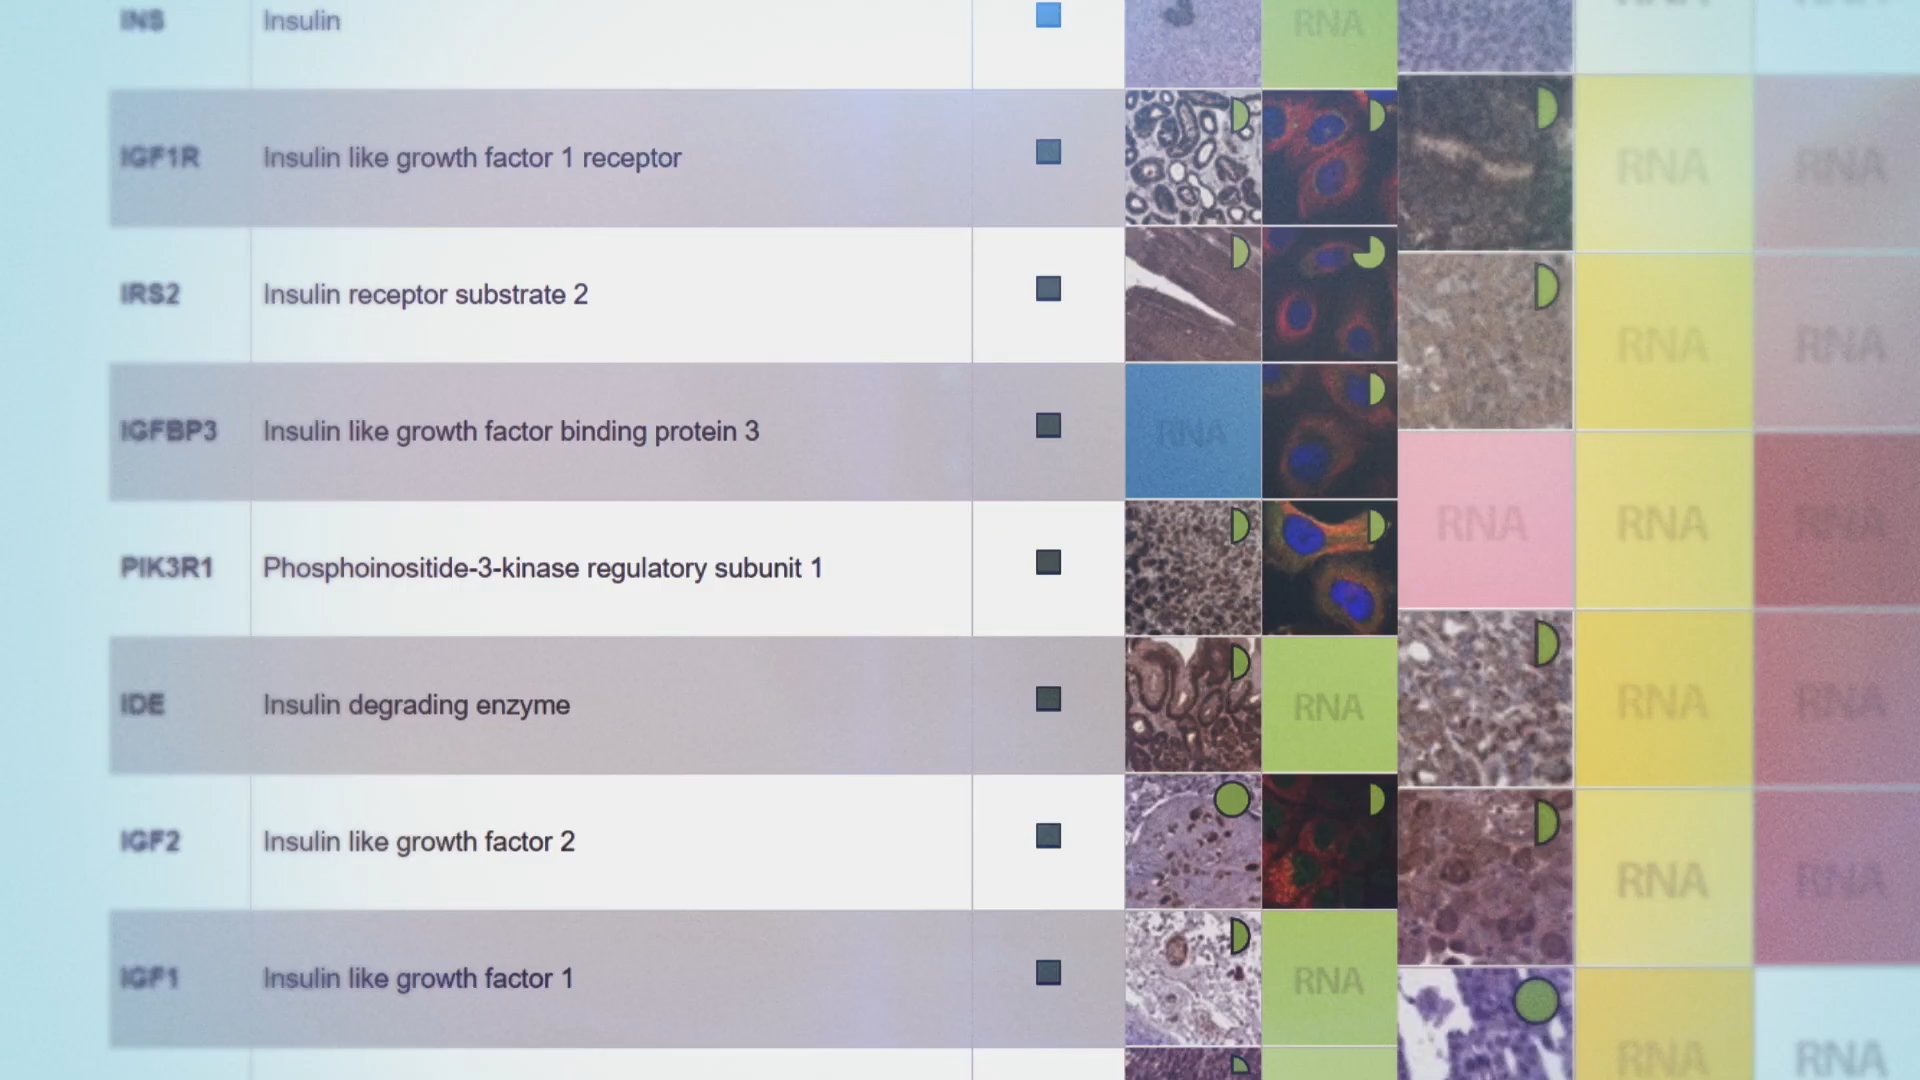 INS Insulin RNA RNA RNA
IGF1R Insulin like growth factor 1 receptor RNA RNA
IRS2 Insulin receptor substrate 2 RNA RNA
IGFBP3 Insulin like growth factor binding protein 3 RNA RNA RNA RNA
PIK3R1 Phosphoinositide-3-kinase regulatory subunit 1
IDE Insulin degrading enzyme RNA RNA RNA
IGF2 Insulin like growth factor 2 RNA RNA
IGF1 Insulin like growth factor 1 RNA RNA RNA